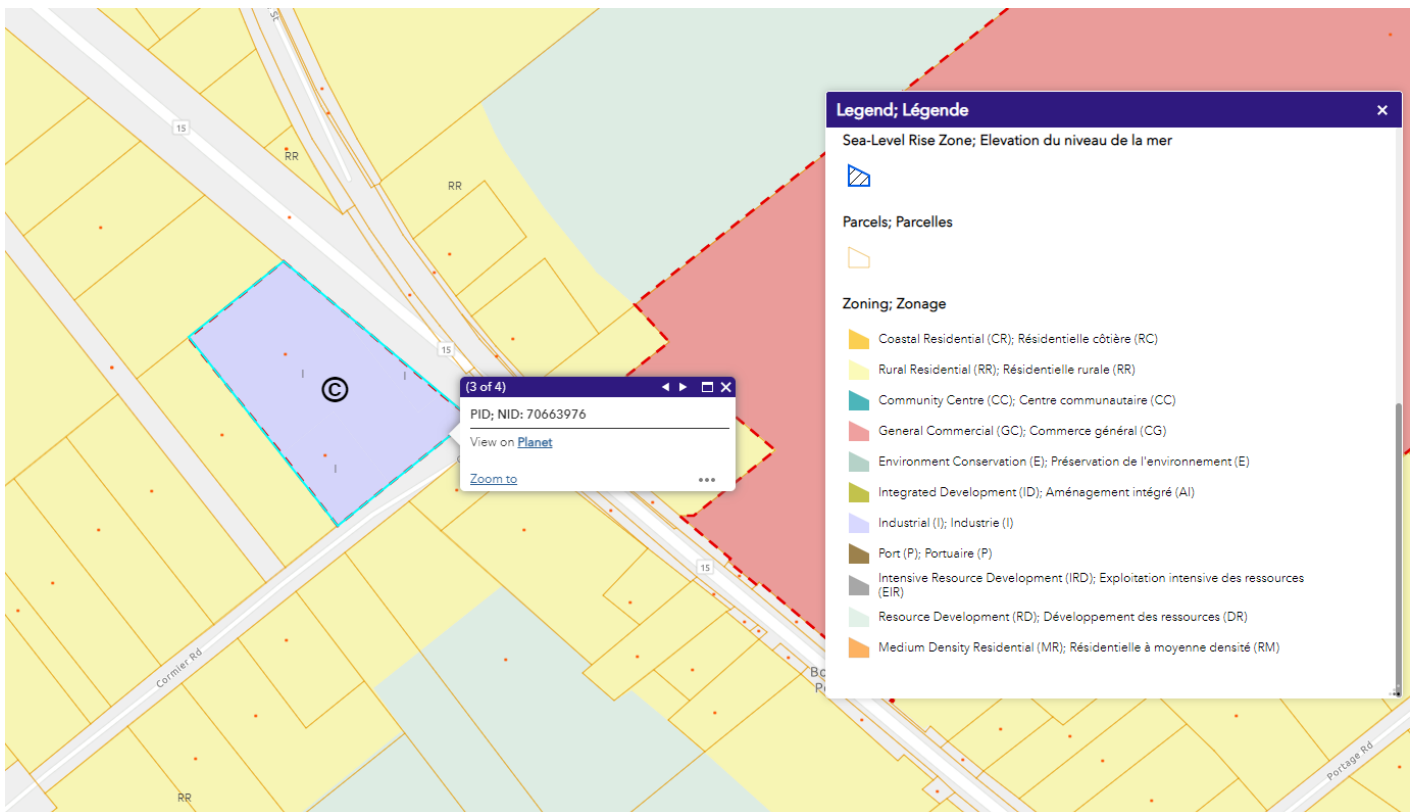 St
15
RR
RR
15
I
I
©
I
(3 of 4)
PID; NID: 70663976
View on Planet
Zoom to
15
Cormier Rd
RR
Portage Rd
Legend; Légende
Sea-Level Rise Zone; Elevation du niveau de la mer
Parcels; Parcelles
Zoning; Zonage
Coastal Residential (CR); Résidentielle côtière (RC)
Rural Residential (RR); Résidentielle rurale (RR)
Community Centre (CC); Centre communautaire (CC)
General Commercial (GC); Commerce général (CG)
Environment Conservation (E); Préservation de l'environnement (E)
Integrated Development (ID); Aménagement intégré (AI)
Industrial (I); Industrie (I)
Port (P); Portuaire (P)
Intensive Resource Development (IRD); Exploitation intensive des ressources
(EIR)
Resource Development (RD); Développement des ressources (DR)
Medium Density Residential (MR); Résidentielle à moyenne densité (RM)